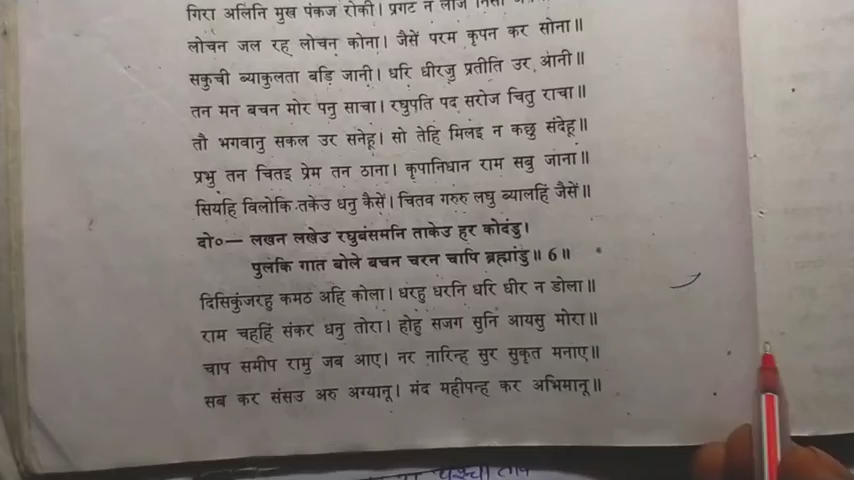 गिरा अलिनि मुख पंकज रोकी। प्रगट न लाज निसा
लोचन जल रह लोचन कोना। जैसें परम कृपन कर सोना॥
सकुची ब्याकुलता बड़ि जानी। धरि धीरजु प्रतीति उर आनी॥
तन मन बचन मोर पनु साचा। रघुपति पद सरोज चितु राचा॥
तौ भगवानु सकल उर सनेहू। सो तेहि मिलइ न कछु संदेहू॥
प्रभु तन चितइ प्रेम तन ठाना। कृपानिधान राम सबु जाना॥
सियहि विलोकि तकेउ धनु कैसें। चितव गरुरु लघु ब्यालहिं जैसें॥
दो०— लखन लखेउ रघुबंसमनि ताकेउ हर कोदंडु।
पुलकि गात बोले बचन चरन चापि ब्रह्मांडु॥ 6॥
दिसिकुंजरहु कमठ अहि कोला। धरहु धरनि धरि धीर न डोला॥
राम चहहिं संकर धनु तोरा। होहु सजग सुनि आयसु मोरा॥
चाप समीप रामु जब आए। नर नारिन्ह सुर सुकृत मनाए॥
सब कर संसउ अरु अग्यानू। मंद महीपन्ह कर अभिमानू॥